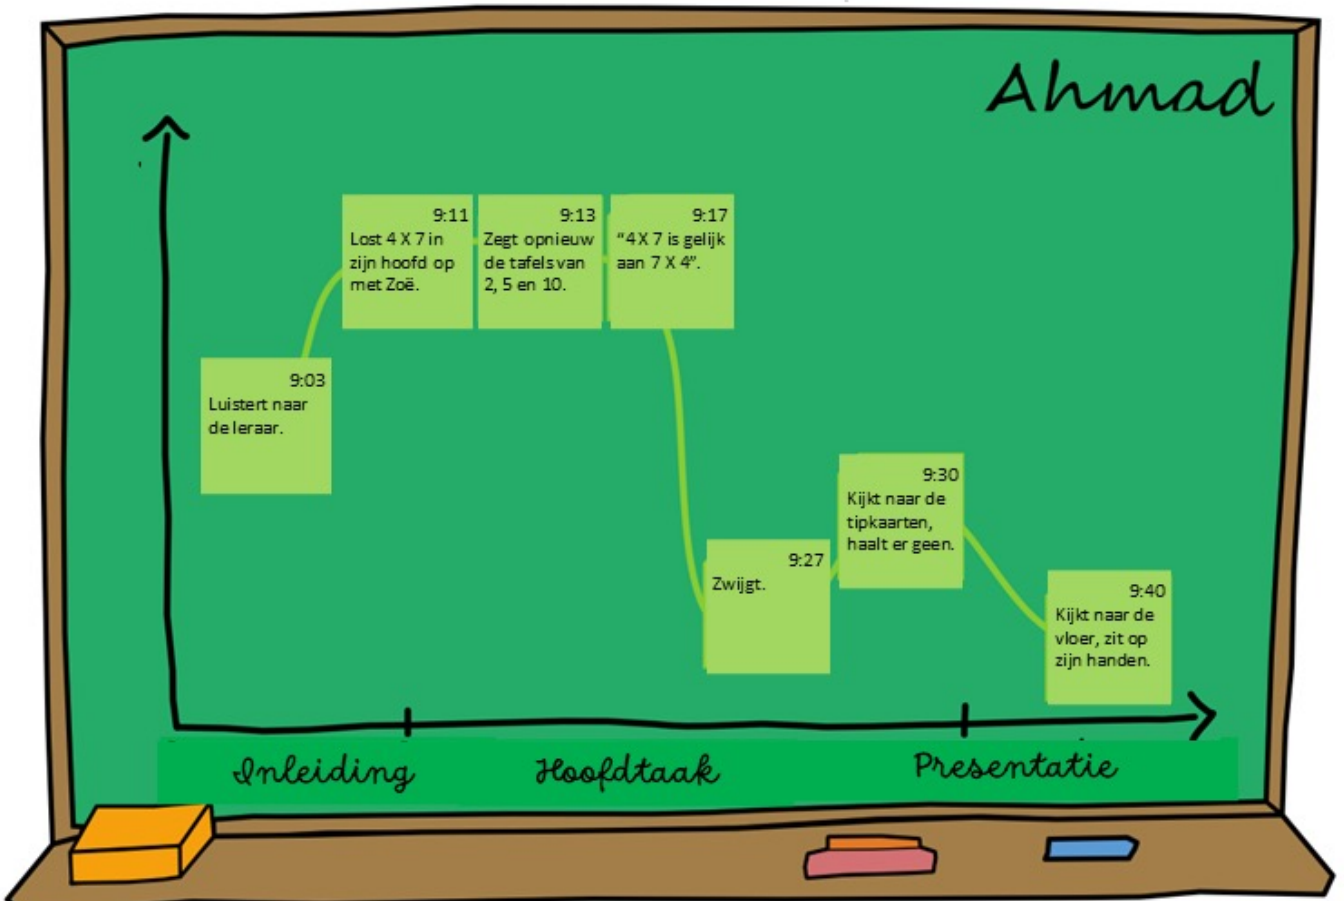 Ahmad
9:03
Luistert naar
de leraar.
9:11
Lost 4 X 7 in
zijn hoofd op
met Zoë.
9:13
Zegt opnieuw
de tafels van
2, 5 en 10.
9:17
“4 X 7 is gelijk
aan 7 X 4”.
9:27
Zwijgt.
9:30
Kijkt naar de
tipkaarten,
haalt er geen.
9:40
Kijkt naar de
vloer, zit op
zijn handen.
Inleiding
Hoofdtaak
Presentatie